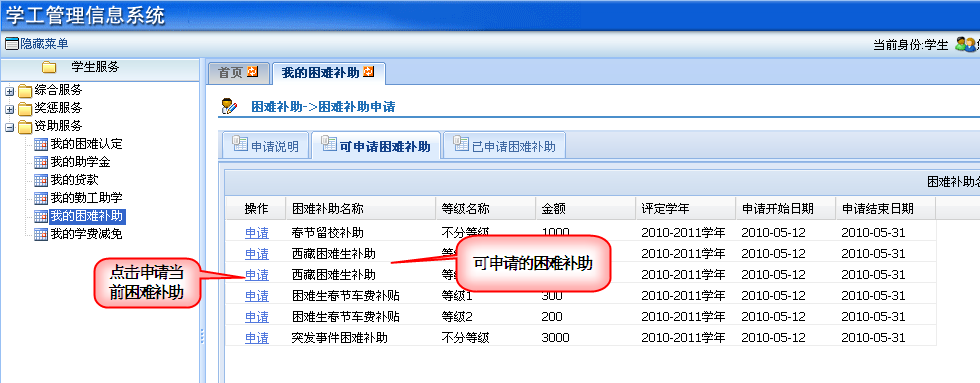 学工管理信息系统
隐藏菜单
当前身份:学生
学生服务
综合服务
奖惩服务
资助服务
我的困难认定
我的助学金
我的贷款
我的勤工助学
我的困难补助
我的学费减免
首页 我的困难补助
困难补助->困难补助申请
申请说明 可申请困难补助 已申请困难补助
困难补助名
操作 困难补助名称 等级名称 金额 评定学年 申请开始日期 申请结束日期
申请 春节留校补助 不分等级 1000 2010-2011学年 2010-05-12 2010-05-31
申请 西藏困难生补助 等 2010-2011学年 2010-05-12 2010-05-31
申请 西藏困难生补助 等 2010-2011学年 2010-05-12 2010-05-31
申请 困难生春节车费补贴 等级1 300 2010-2011学年 2010-05-12 2010-05-31
申请 困难生春节车费补贴 等级2 200 2010-2011学年 2010-05-12 2010-05-31
申请 突发事件困难补助 不分等级 3000 2010-2011学年 2010-05-12 2010-05-31
点击申请当
前困难补助
可申请的困难补助